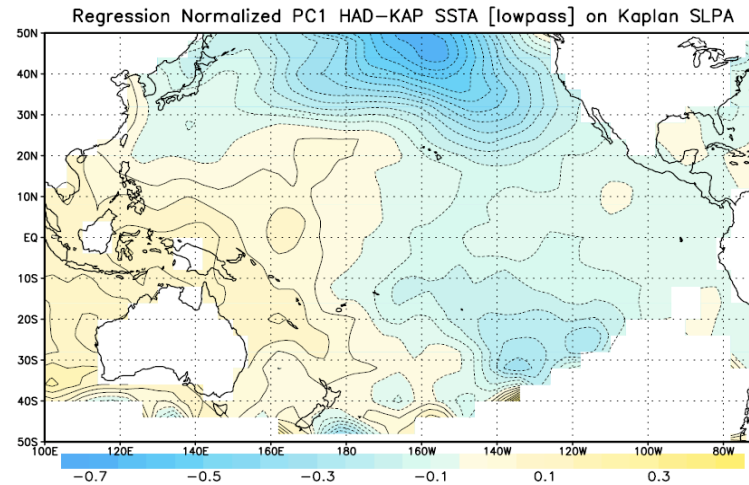 Regression Normalized PC1 HAD-KAP SSTA [lowpass] on Kaplan SLPA
50N
40N
30N
20N
10N
EQ
10S
20S
30S
40S
50S
100E 120E 140E 160E 180 160W 140W 120W 100W 80W
-0.7 -0.5 -0.3 -0.1 0.1 0.3